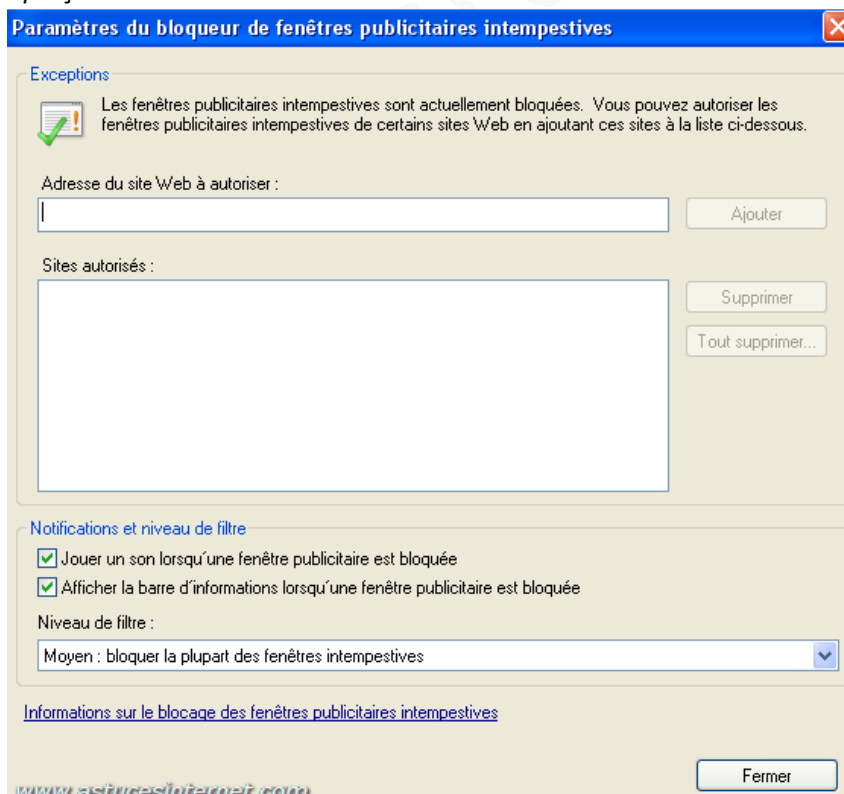 Paramètres du bloqueur de fenêtres publicitaires intempestives
Exceptions
Les fenêtres publicitaires intempestives sont actuellement bloquées. Vous pouvez autoriser les
fenêtres publicitaires intempestives de certains sites Web en ajoutant ces sites à la liste ci-dessous.
Adresse du site Web à autoriser :
Ajouter
Sites autorisés :
Supprimer
Tout supprimer...
Notifications et niveau de filtre
Jouer un son lorsqu'une fenêtre publicitaire est bloquée
Afficher la barre d'informations lorsqu'une fenêtre publicitaire est bloquée
Niveau de filtre :
Moyen : bloquer la plupart des fenêtres intempestives
Informations sur le blocage des fenêtres publicitaires intempestives
Fermer
www.astucesinternet.com